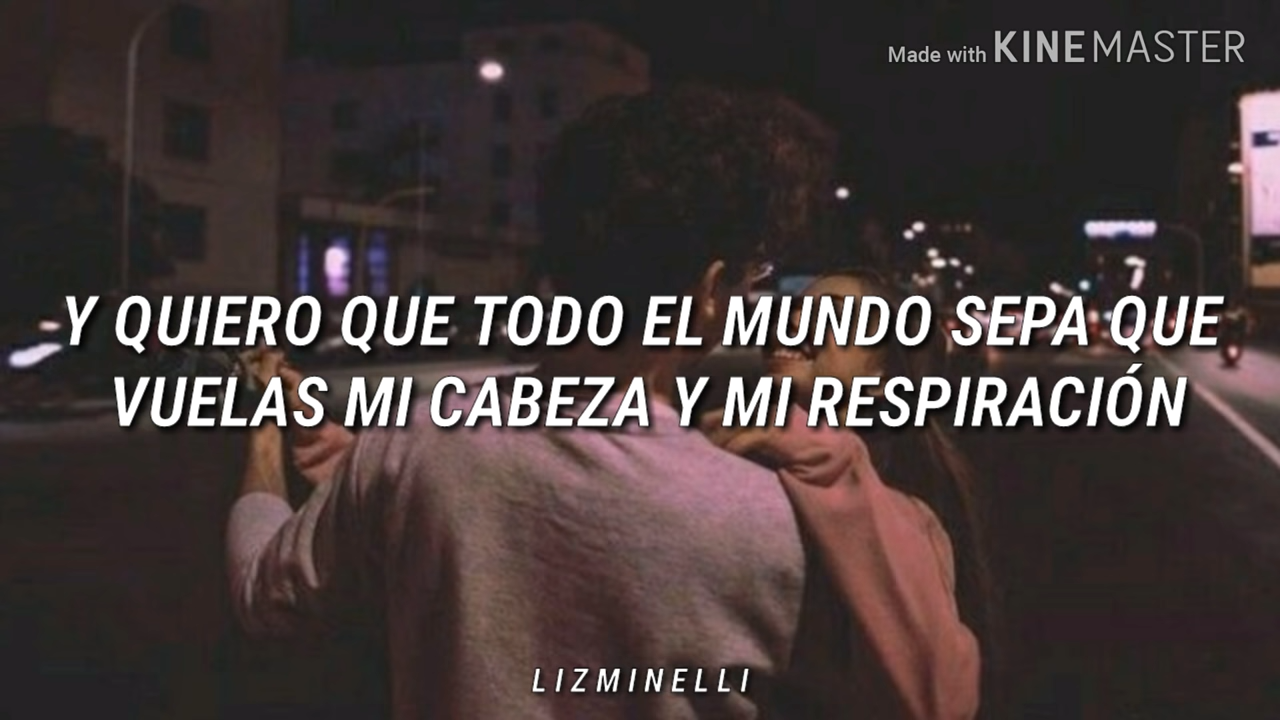 Made with KINEMASTER
Y QUIERO QUE TODO EL MUNDO SEPA QUE
VUELAS MI CABEZA Y MI RESPIRACIÓN
LIZMINELLI